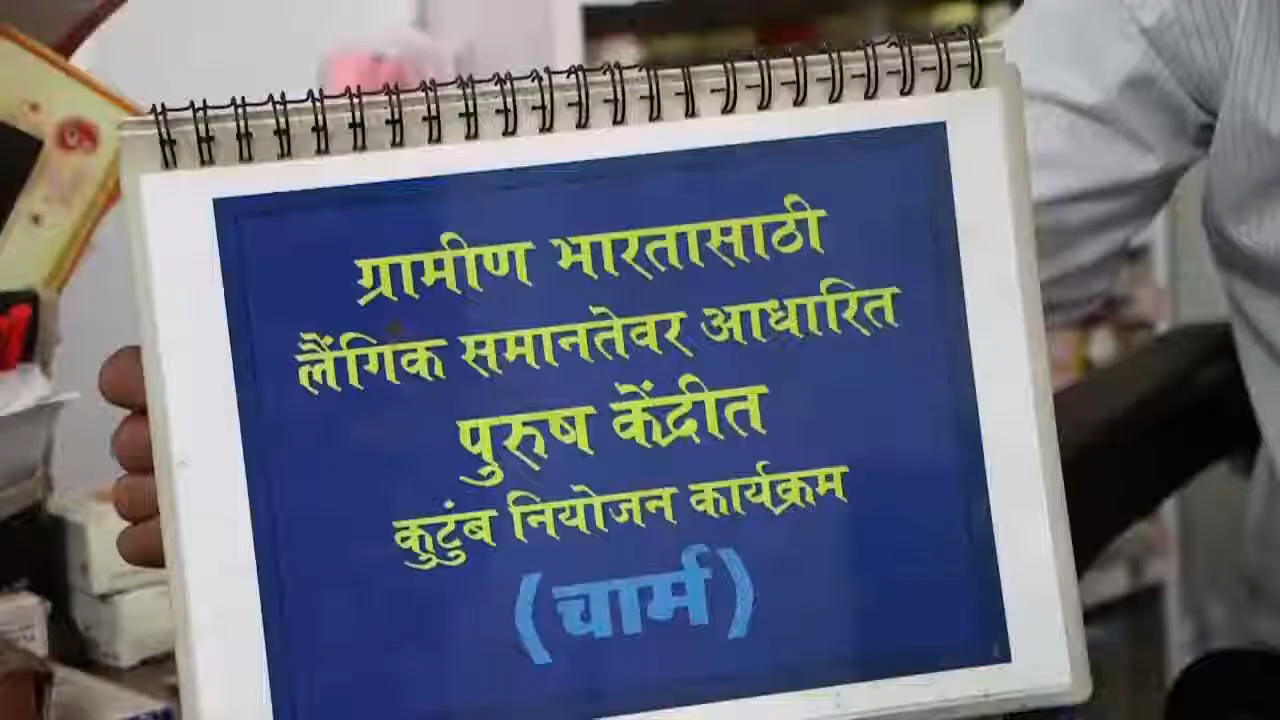 ग्रामीण भारतासाठी
लैंगिक समानतेवर आधारित
पुरुष केंद्रीत
कुटुंब नियोजन कार्यक्रम
(चार्म)